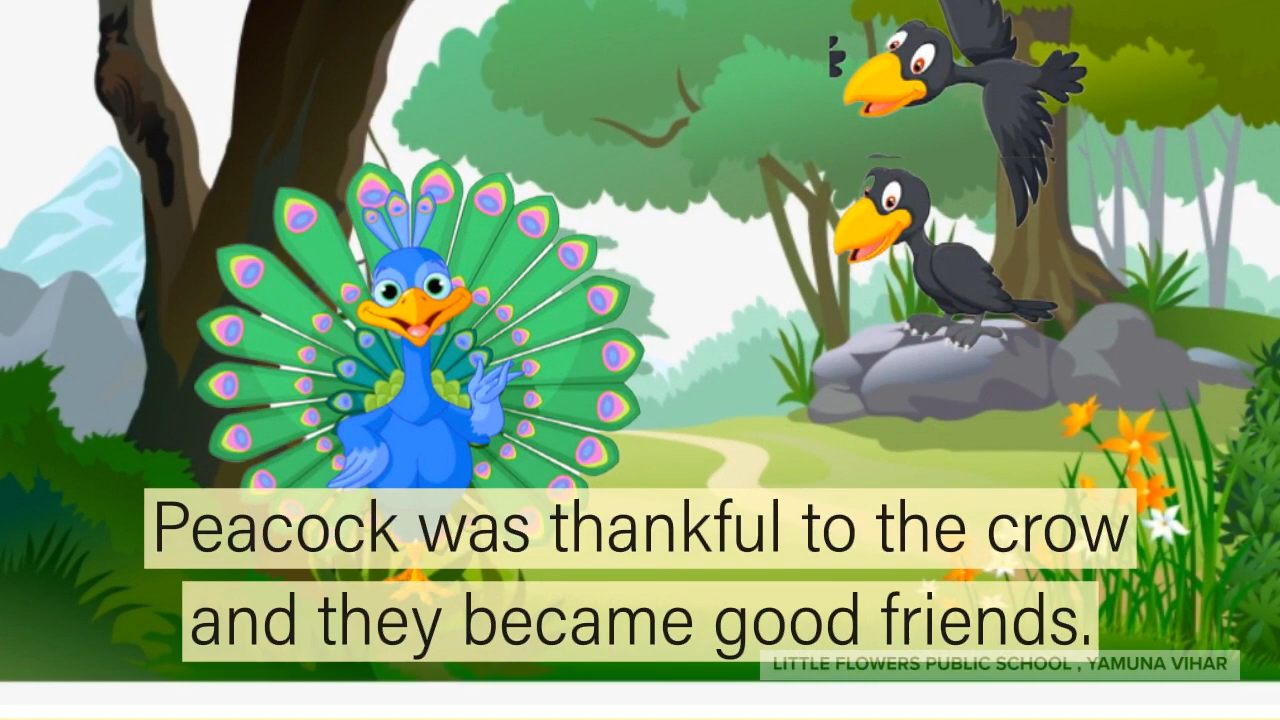 Peacock was thankful to the crow
and they became good friends.
LITTLE FLOWERS PUBLIC SCHOOL , YAMUNA VIHAR